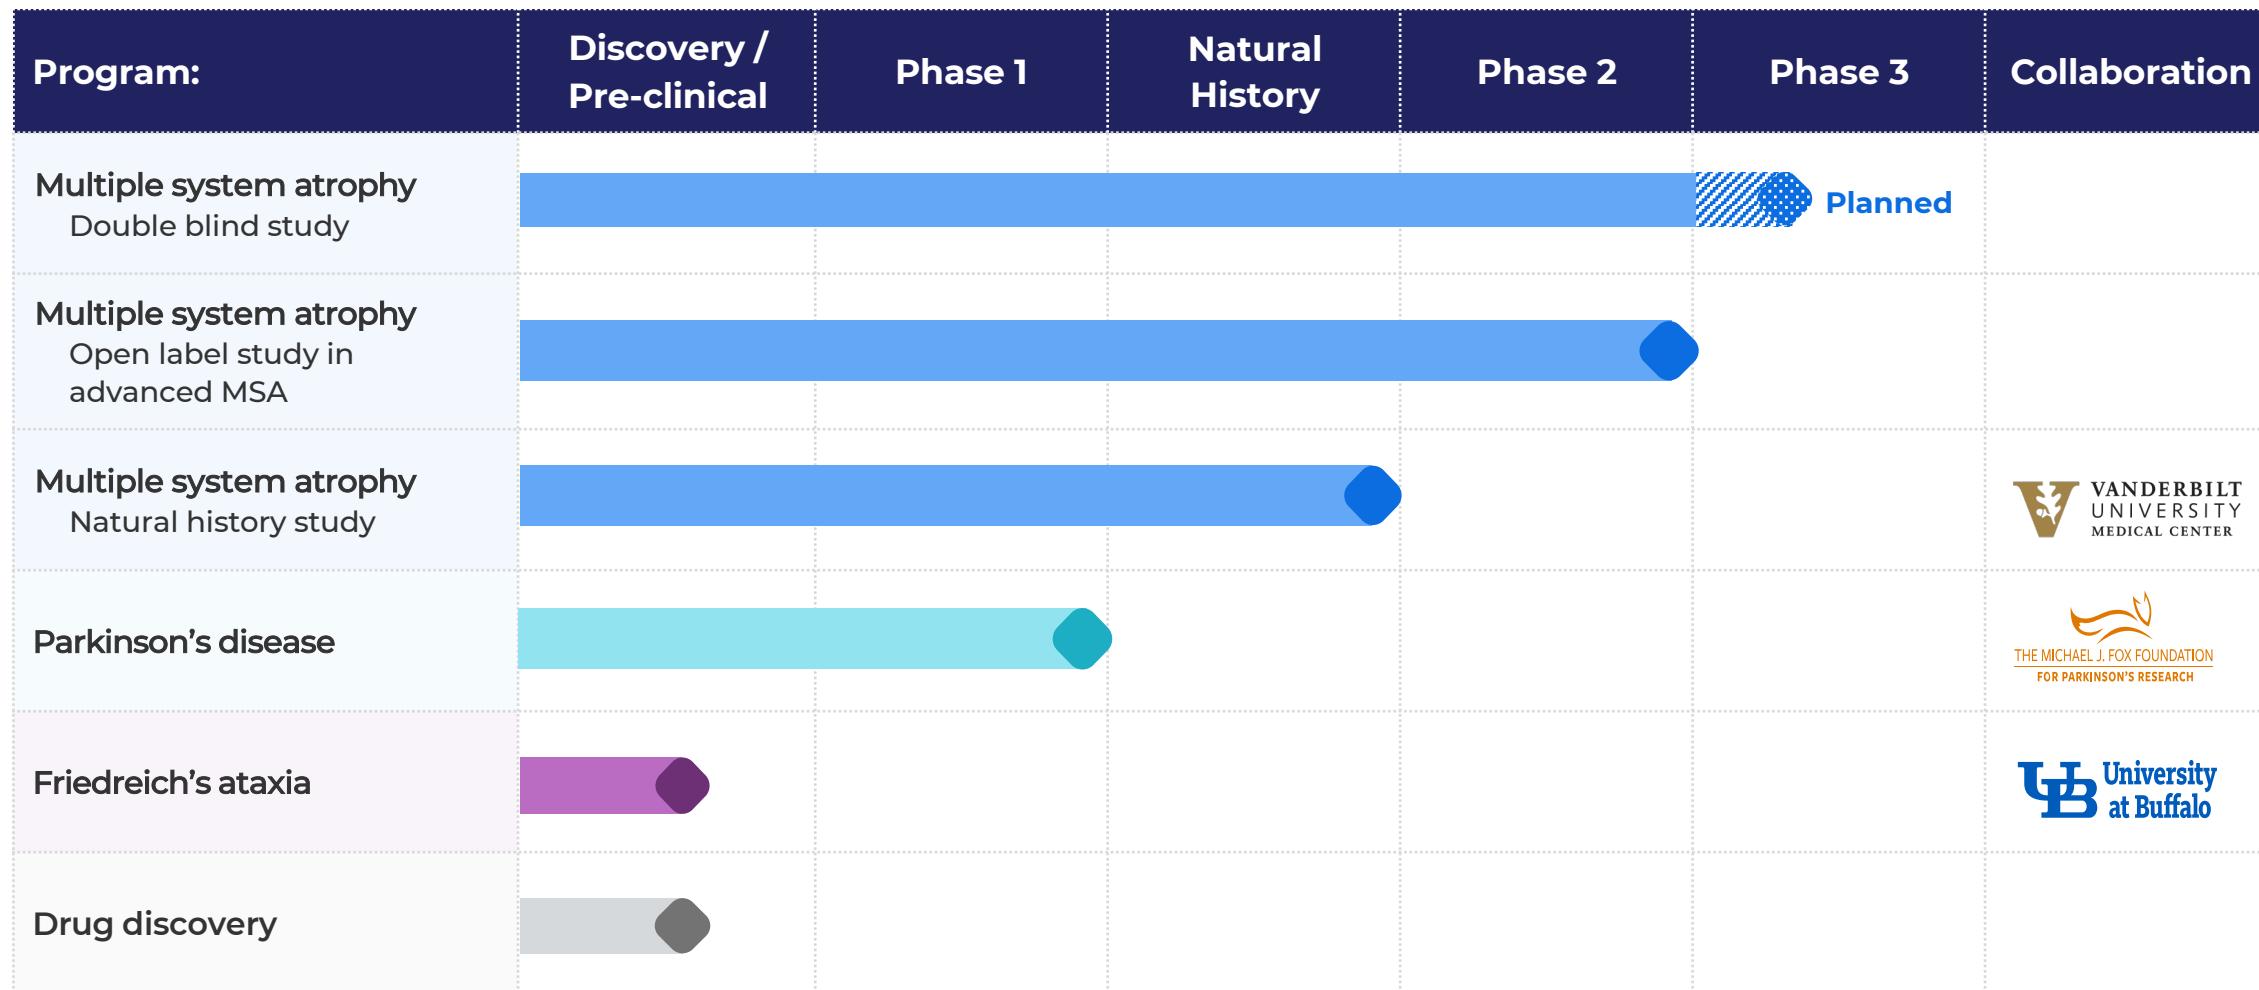 Program:
Discovery /
Pre-clinical
Phase 1
Natural
History
Phase 2
Phase 3
Collaboration
Multiple system atrophy
Double blind study
Planned
Multiple system atrophy
Open label study in
advanced MSA
Multiple system atrophy
Natural history study
V
VANDERBILT
UNIVERSITY
MEDICAL CENTER
Parkinson’s disease
THE MICHAEL J. FOX FOUNDATION
FOR PARKINSON'S RESEARCH
Friedreich’s ataxia
UB
University
at Buffalo
Drug discovery